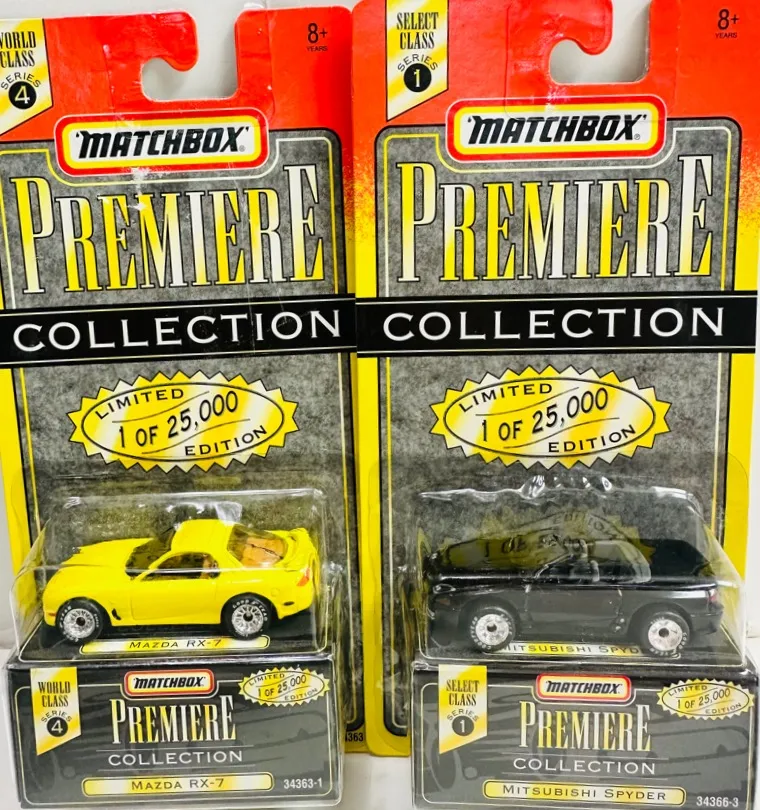 WORLD
CLASS
SERIES
4
8+
YEARS
MATCHBOX®
PREMIERE
COLLECTION
LIMITED
1 OF 25,000
EDITION
MAZDA RX-7
WORLD
CLASS
SERIES
4
MATCHBOX
LIMITED
1 OF 25,000
EDITION
PREMIERE
COLLECTION
MAZDA RX-7
34363-1
SELECT
CLASS
SERIES
1
8+
YEARS
MATCHBOX®
PREMIERE
COLLECTION
LIMITED
1 OF 25,000
EDITION
MITSUBISHI SPYD
SELECT
CLASS
SERIES
1
MATCHBOX
LIMITED
1 OF 25,000
EDITION
PREMIERE
COLLECTION
MITSUBISHI SPYDER
34366-3